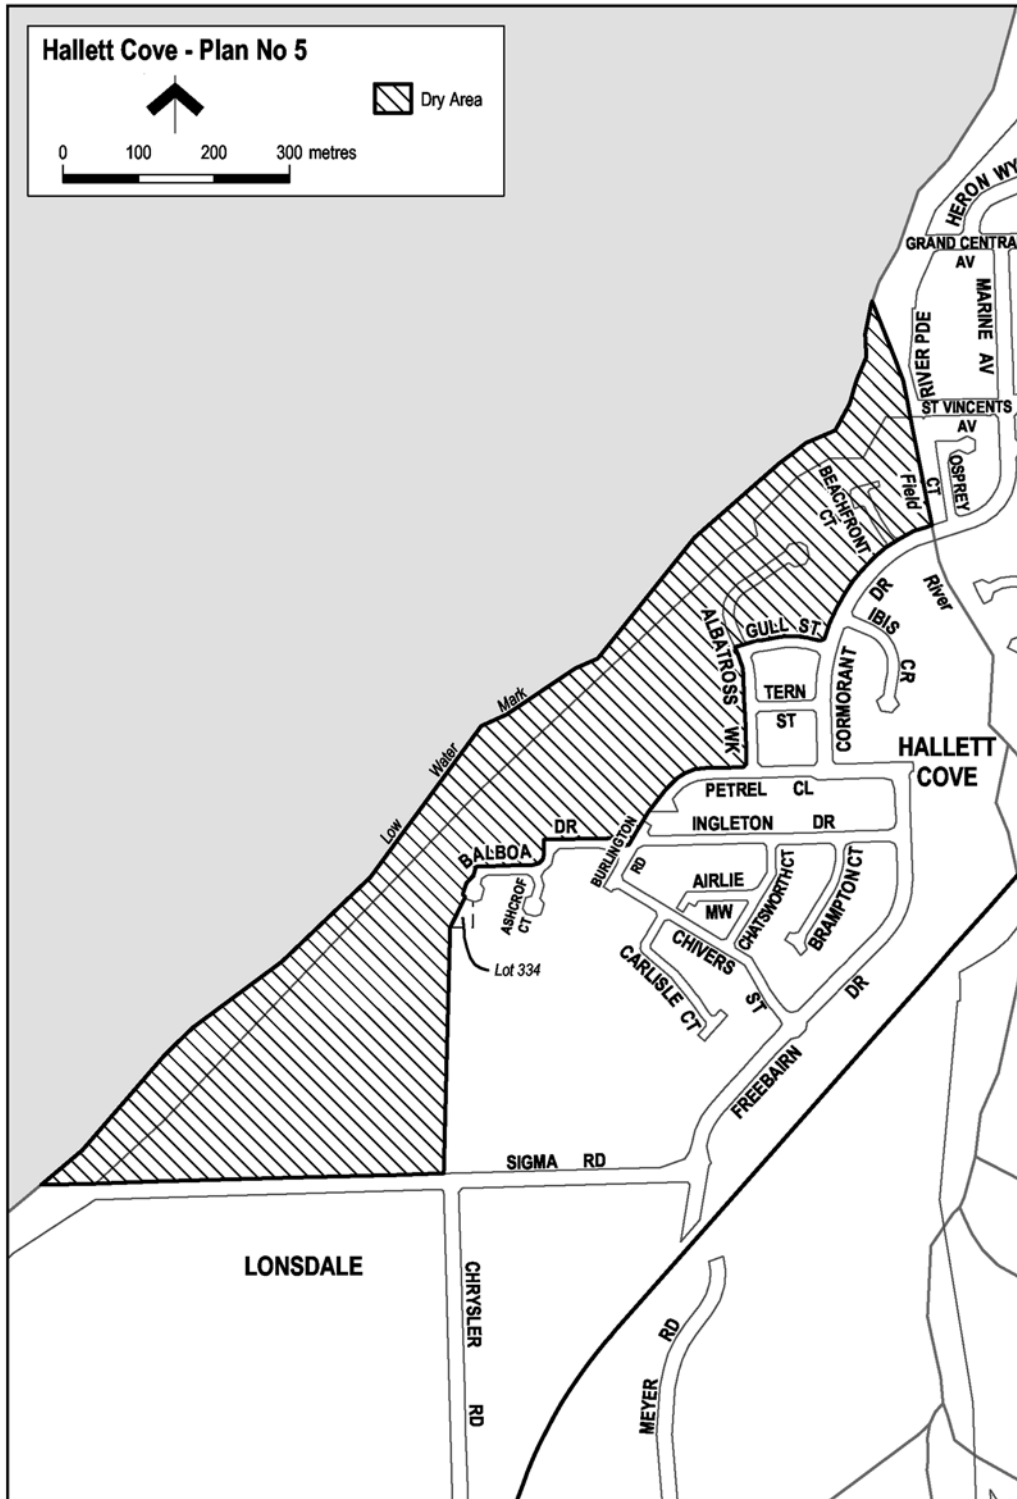 Hallett Cove - Plan No 5
Dry Area
0 100 200 300 metres
HERON WY
GRAND CENTRA
AV
MARINE AV
RIVER PDE
ST VINCENTS
AV
OSPREY
CT
Field
River
BEACHFRONT
CT
DR
IBIS
CR
GULL ST
ALBATROSS WK
TERN
ST
CORMORANT
HALLETT
COVE
Low Water Mark
PETREL CL
INGLETON DR
BALBOA DR
BURLINGTON
RD
ASHCROF
CT
AIRLIE
MW
CHATSWORTH CT
BRAMPTON CT
CHIVERS ST
CARLISLE CT
Lot 334
FREEBAIRN DR
SIGMA RD
LONSDALE
CHRYSLER RD
MEYER RD